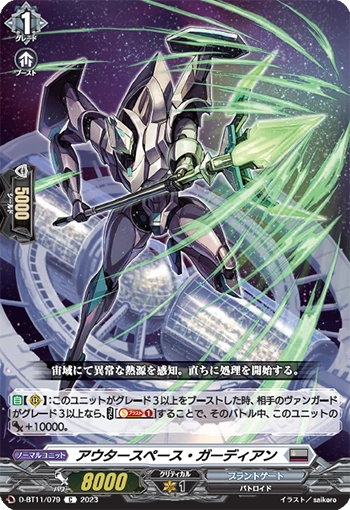 1
グレード
ブースト
5000
シールド
宙域にて異常な熱源を感知。直ちに処理を開始する。
自【R】：このユニットがグレード3以上をブーストした時、相手のヴァンガード
がグレード3以上なら、[ソウルブラスト1]することで、そのバトル中、このユニットの
+10000。
ノーマルユニット アウタースペース・ガーディアン
パワー 8000 クリティカル 1 ブラントゲート
バトロイド
D-BT11/079 C 2023 イラスト/saikoro